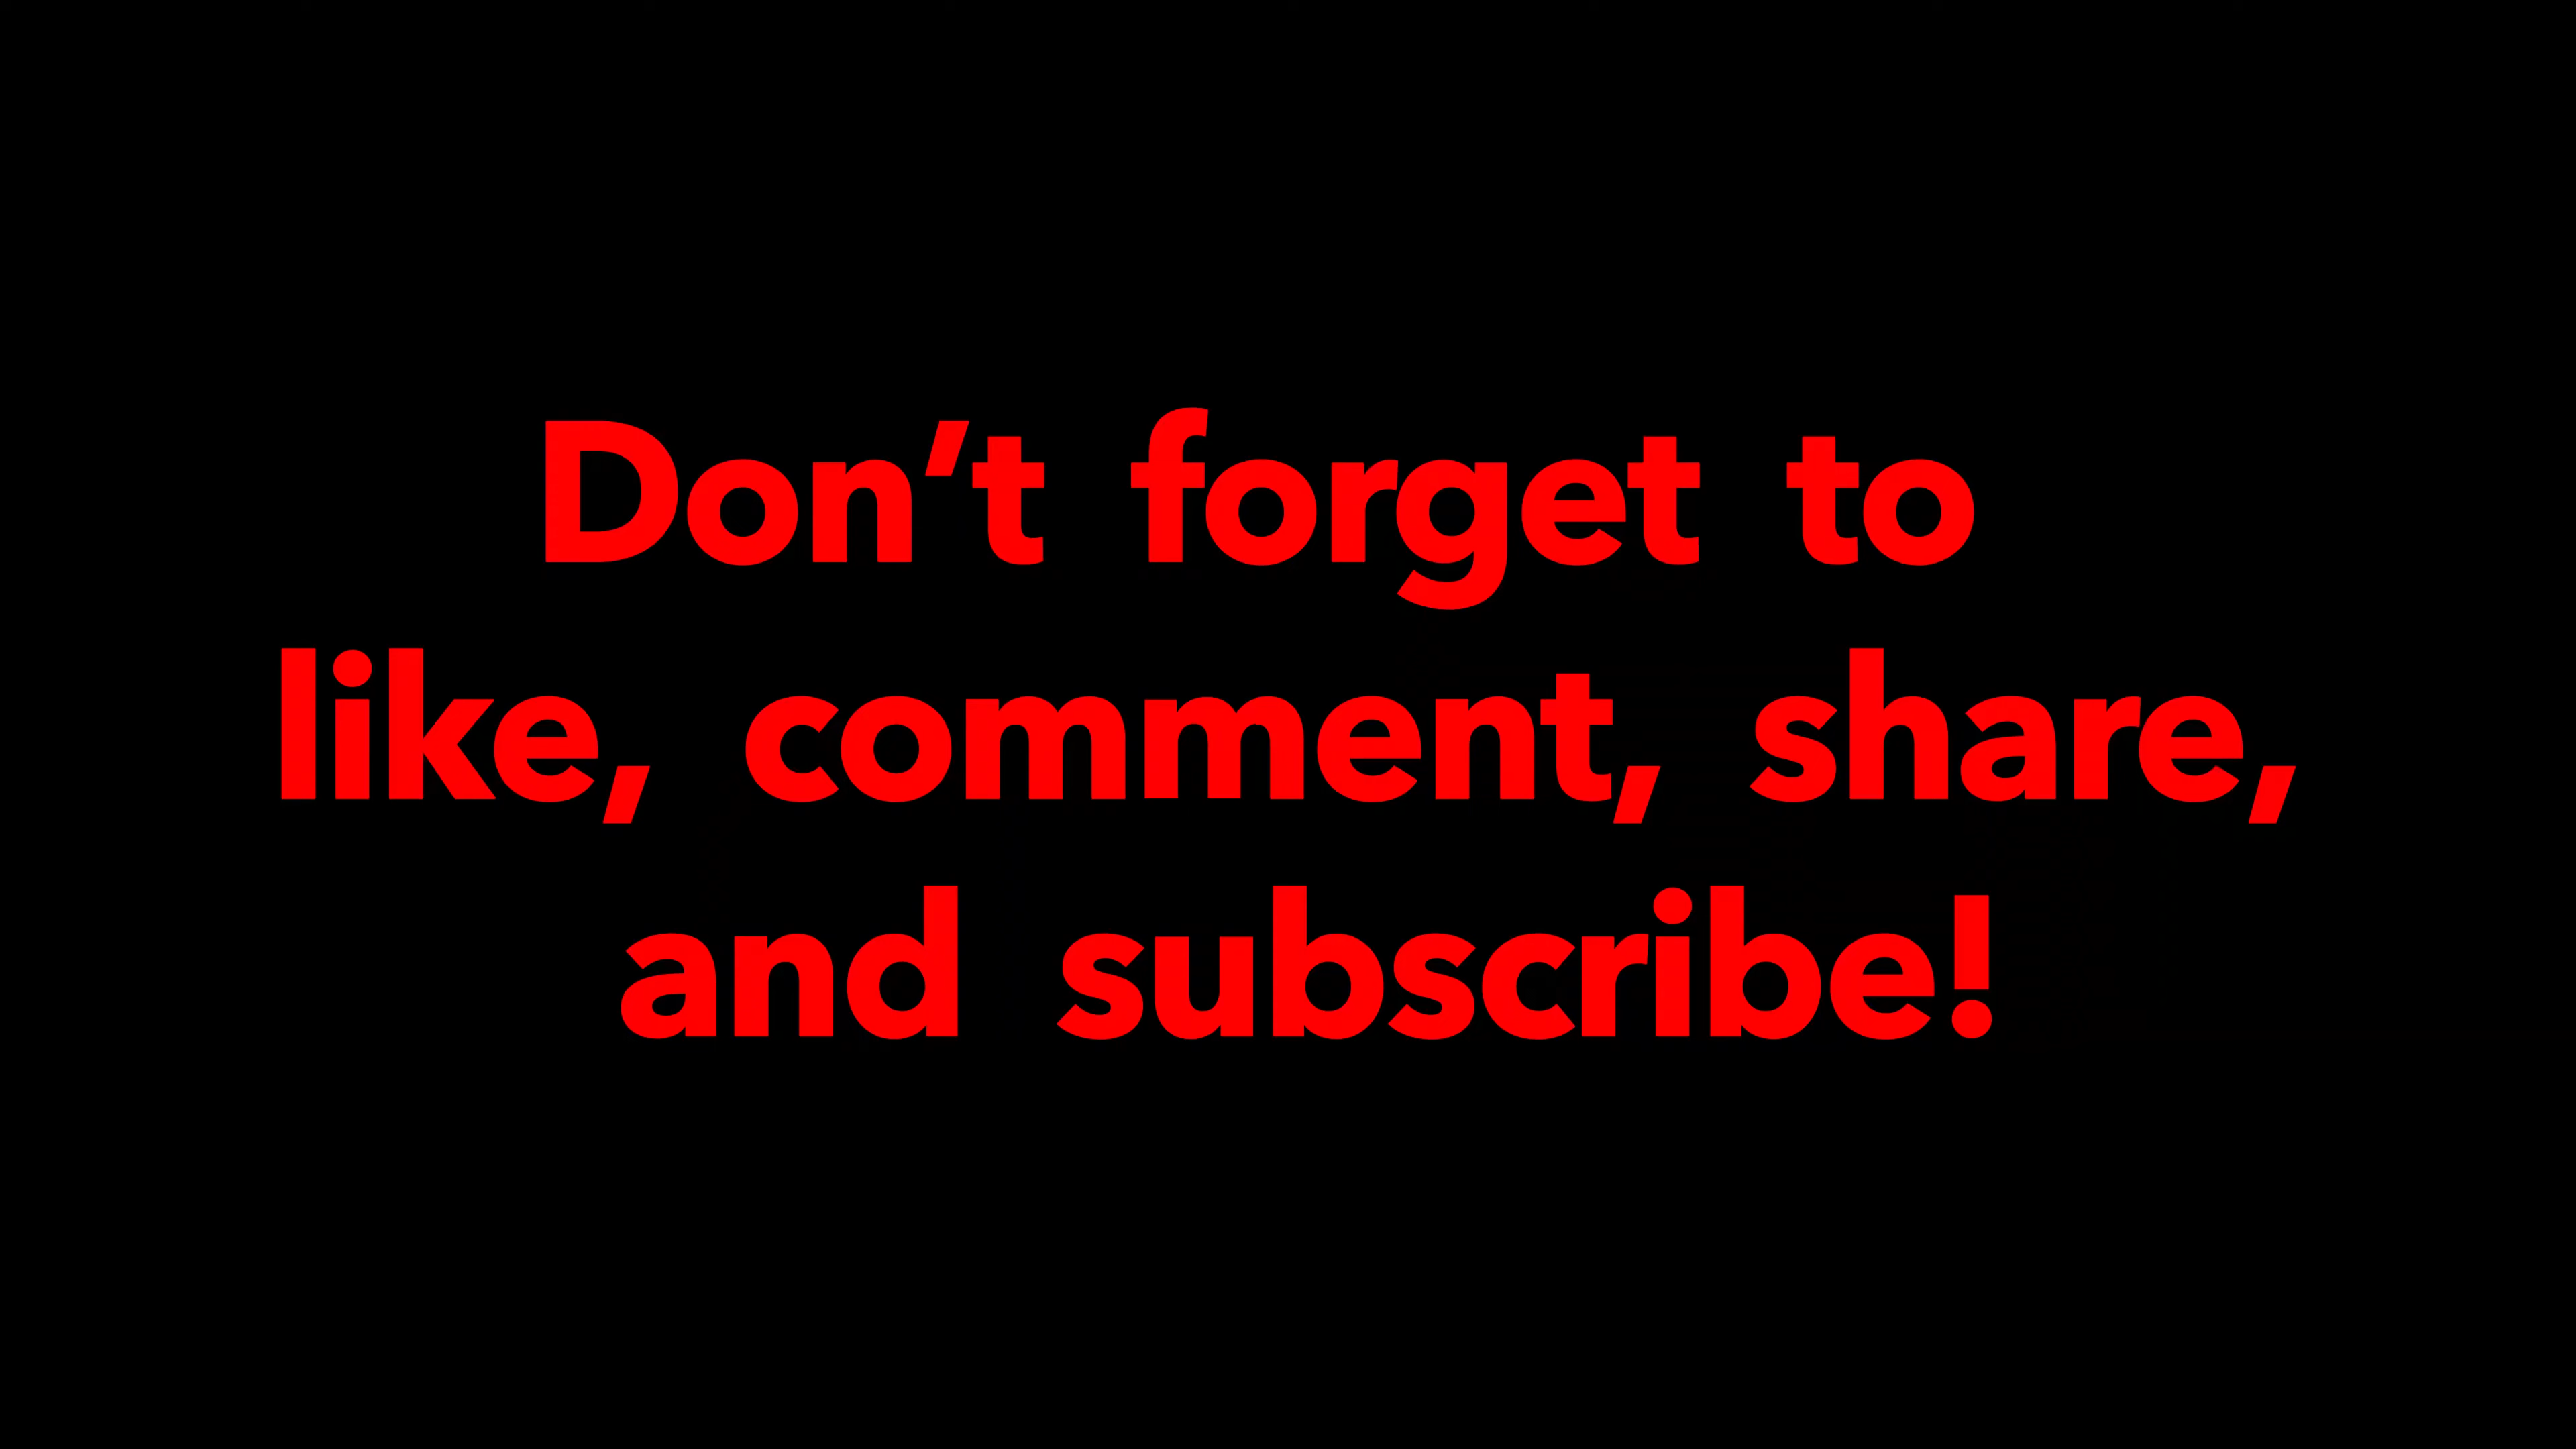 Don’t forget to
like, comment, share,
and subscribe!